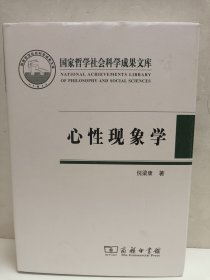 国家哲学社会科学成果文库
NATIONAL ACHIEVEMENTS LIBRARY
OF PHILOSOPHY AND SOCIAL SCIENCES
心性现象学
倪梁康 著
商务印书馆